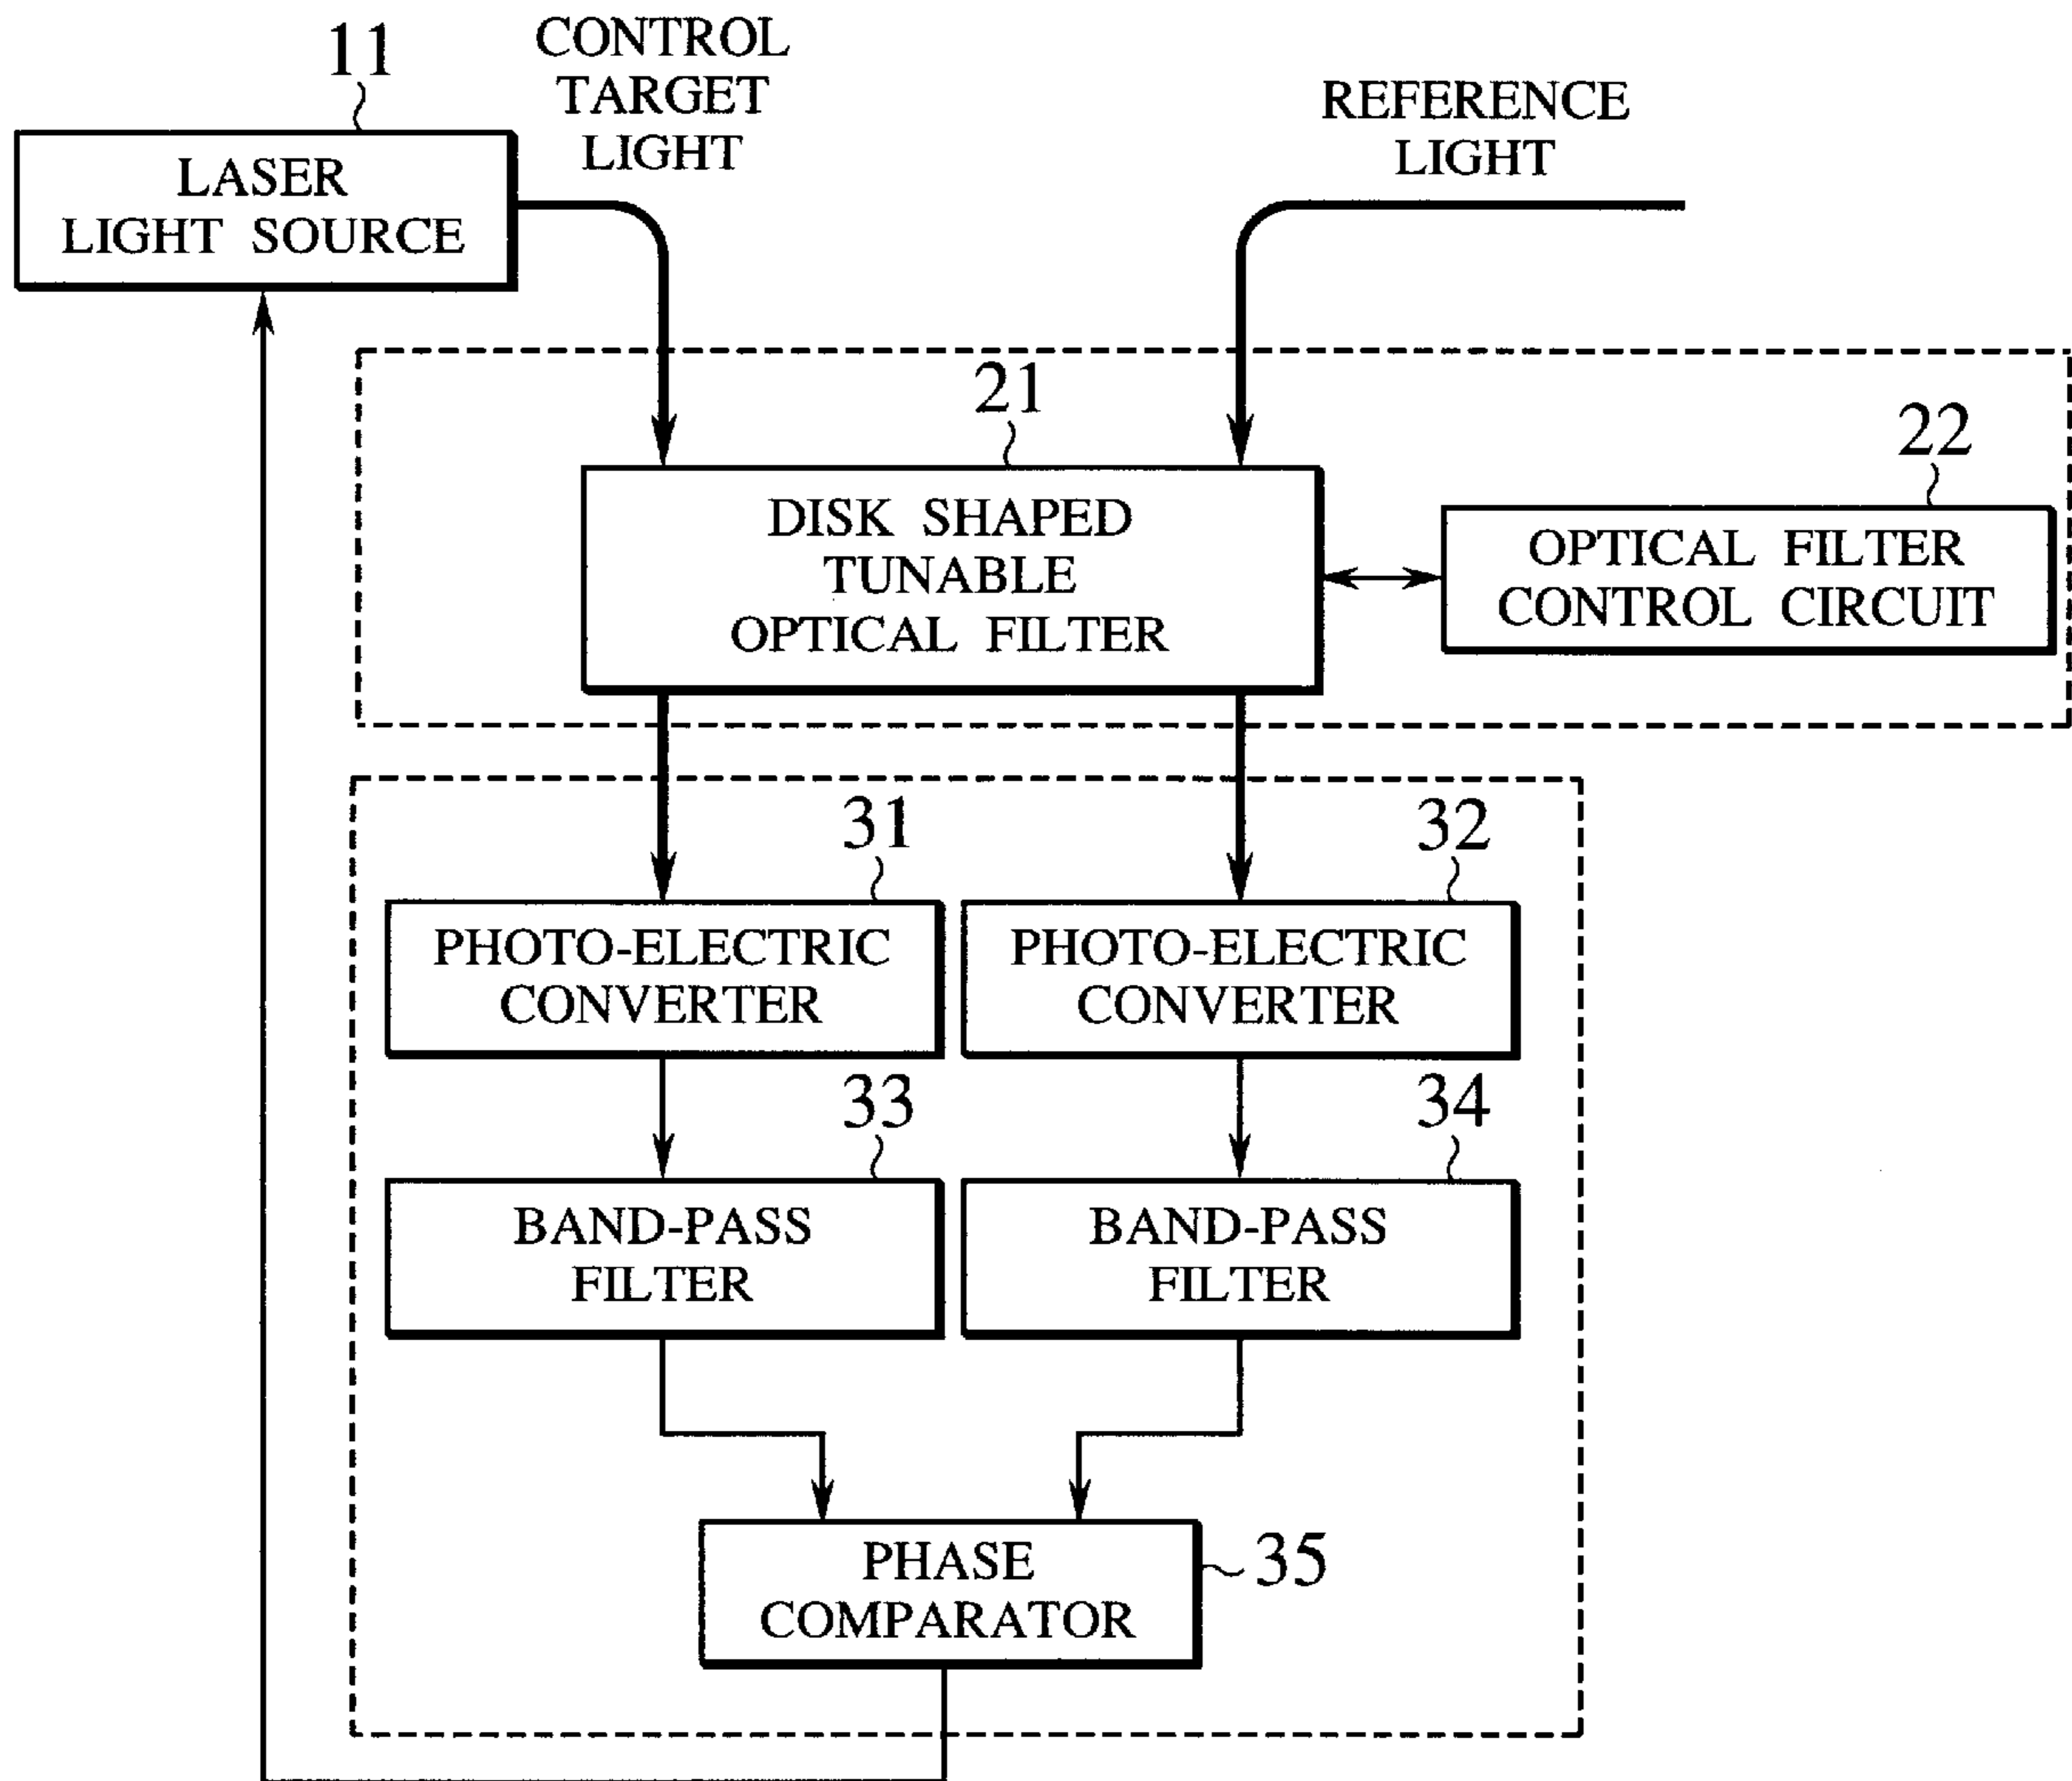 11
CONTROL
TARGET
LIGHT
REFERENCE
LIGHT
LASER
LIGHT SOURCE
21
22
DISK SHAPED
TUNABLE
OPTICAL FILTER
OPTICAL FILTER
CONTROL CIRCUIT
31
32
PHOTO-ELECTRIC
CONVERTER
PHOTO-ELECTRIC
CONVERTER
33
34
BAND-PASS
FILTER
BAND-PASS
FILTER
PHASE
COMPARATOR
35